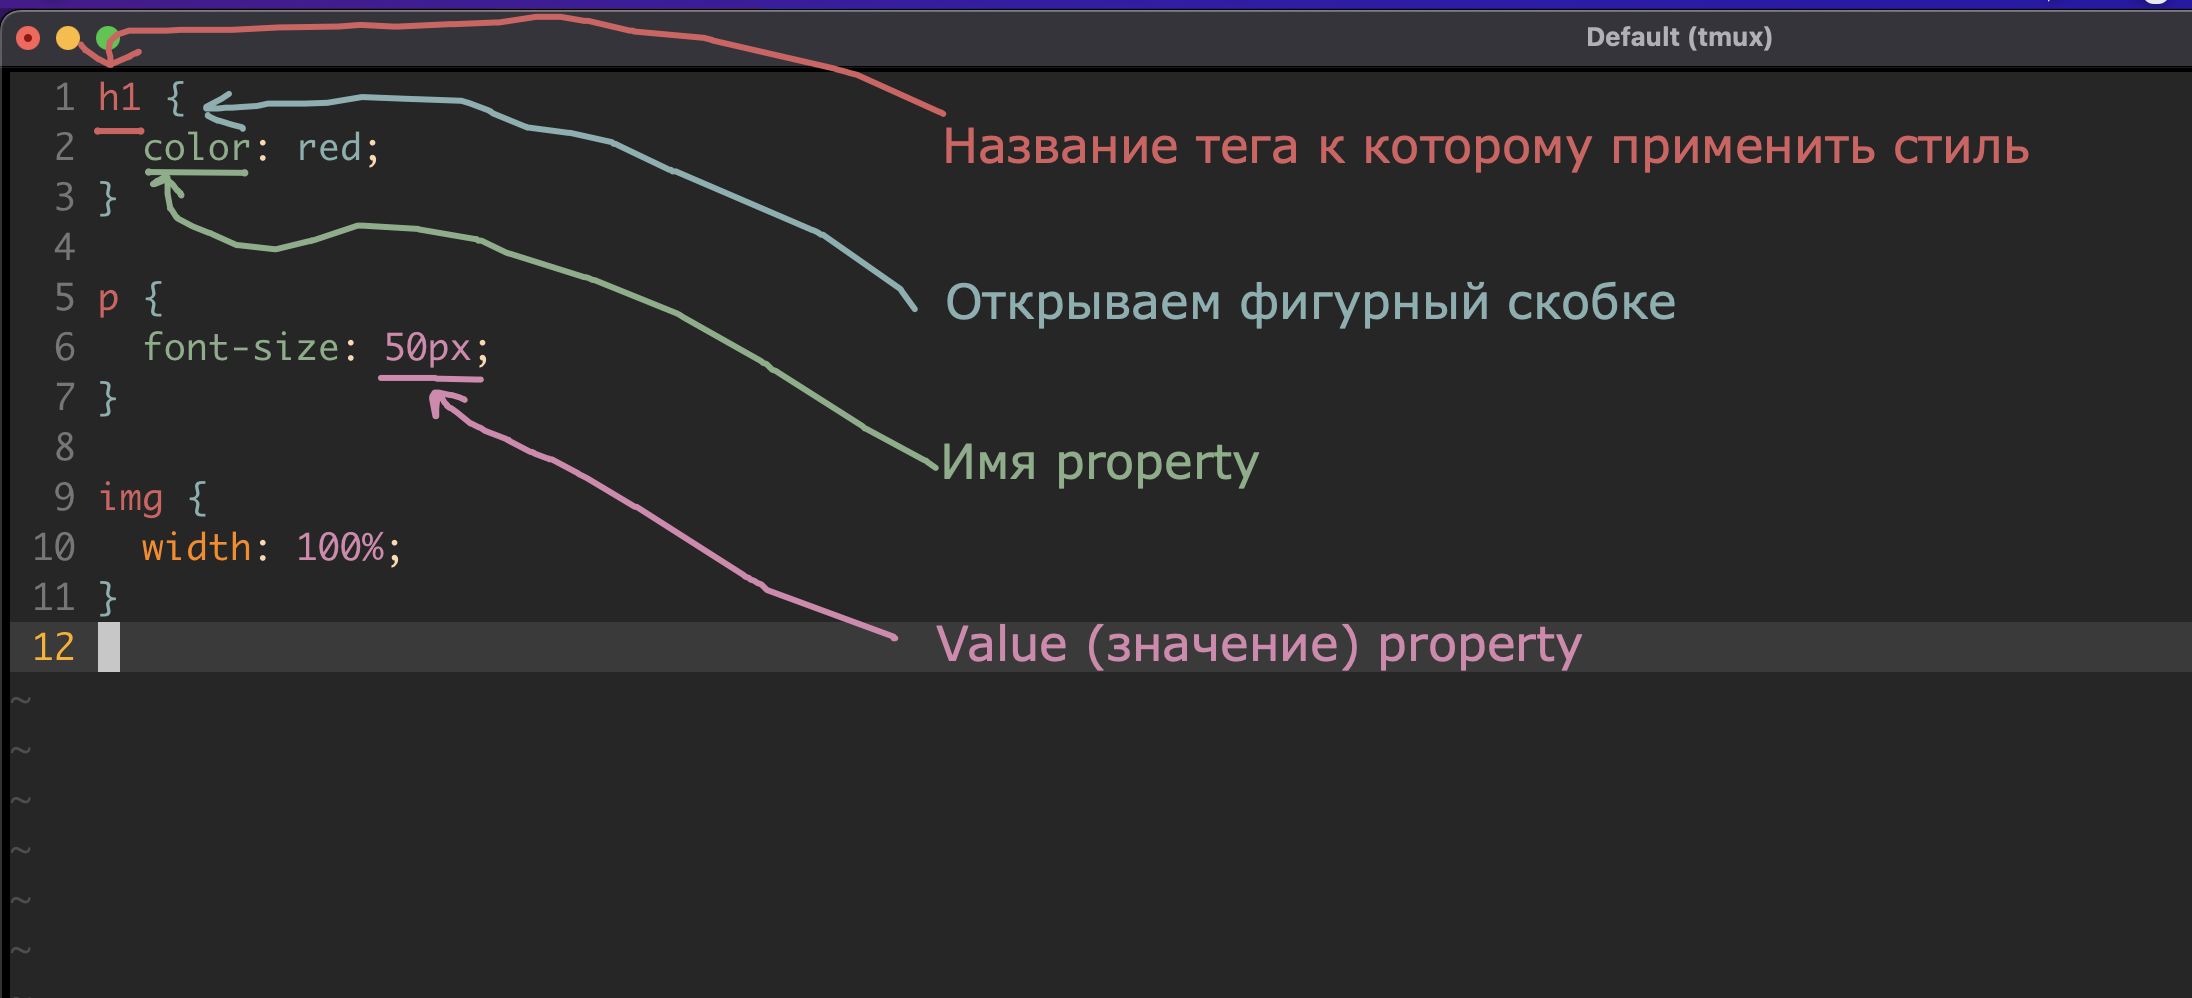 Default (tmux)
1 h1 {
2 color: red;
3 }
4
5 p {
6 font-size: 50px;
7 }
8
9 img {
10 width: 100%;
11 }
12
~
~
~
~
~
~
Название тега к которому применить стиль
Открываем фигурный скобке
Имя property
Value (значение) property